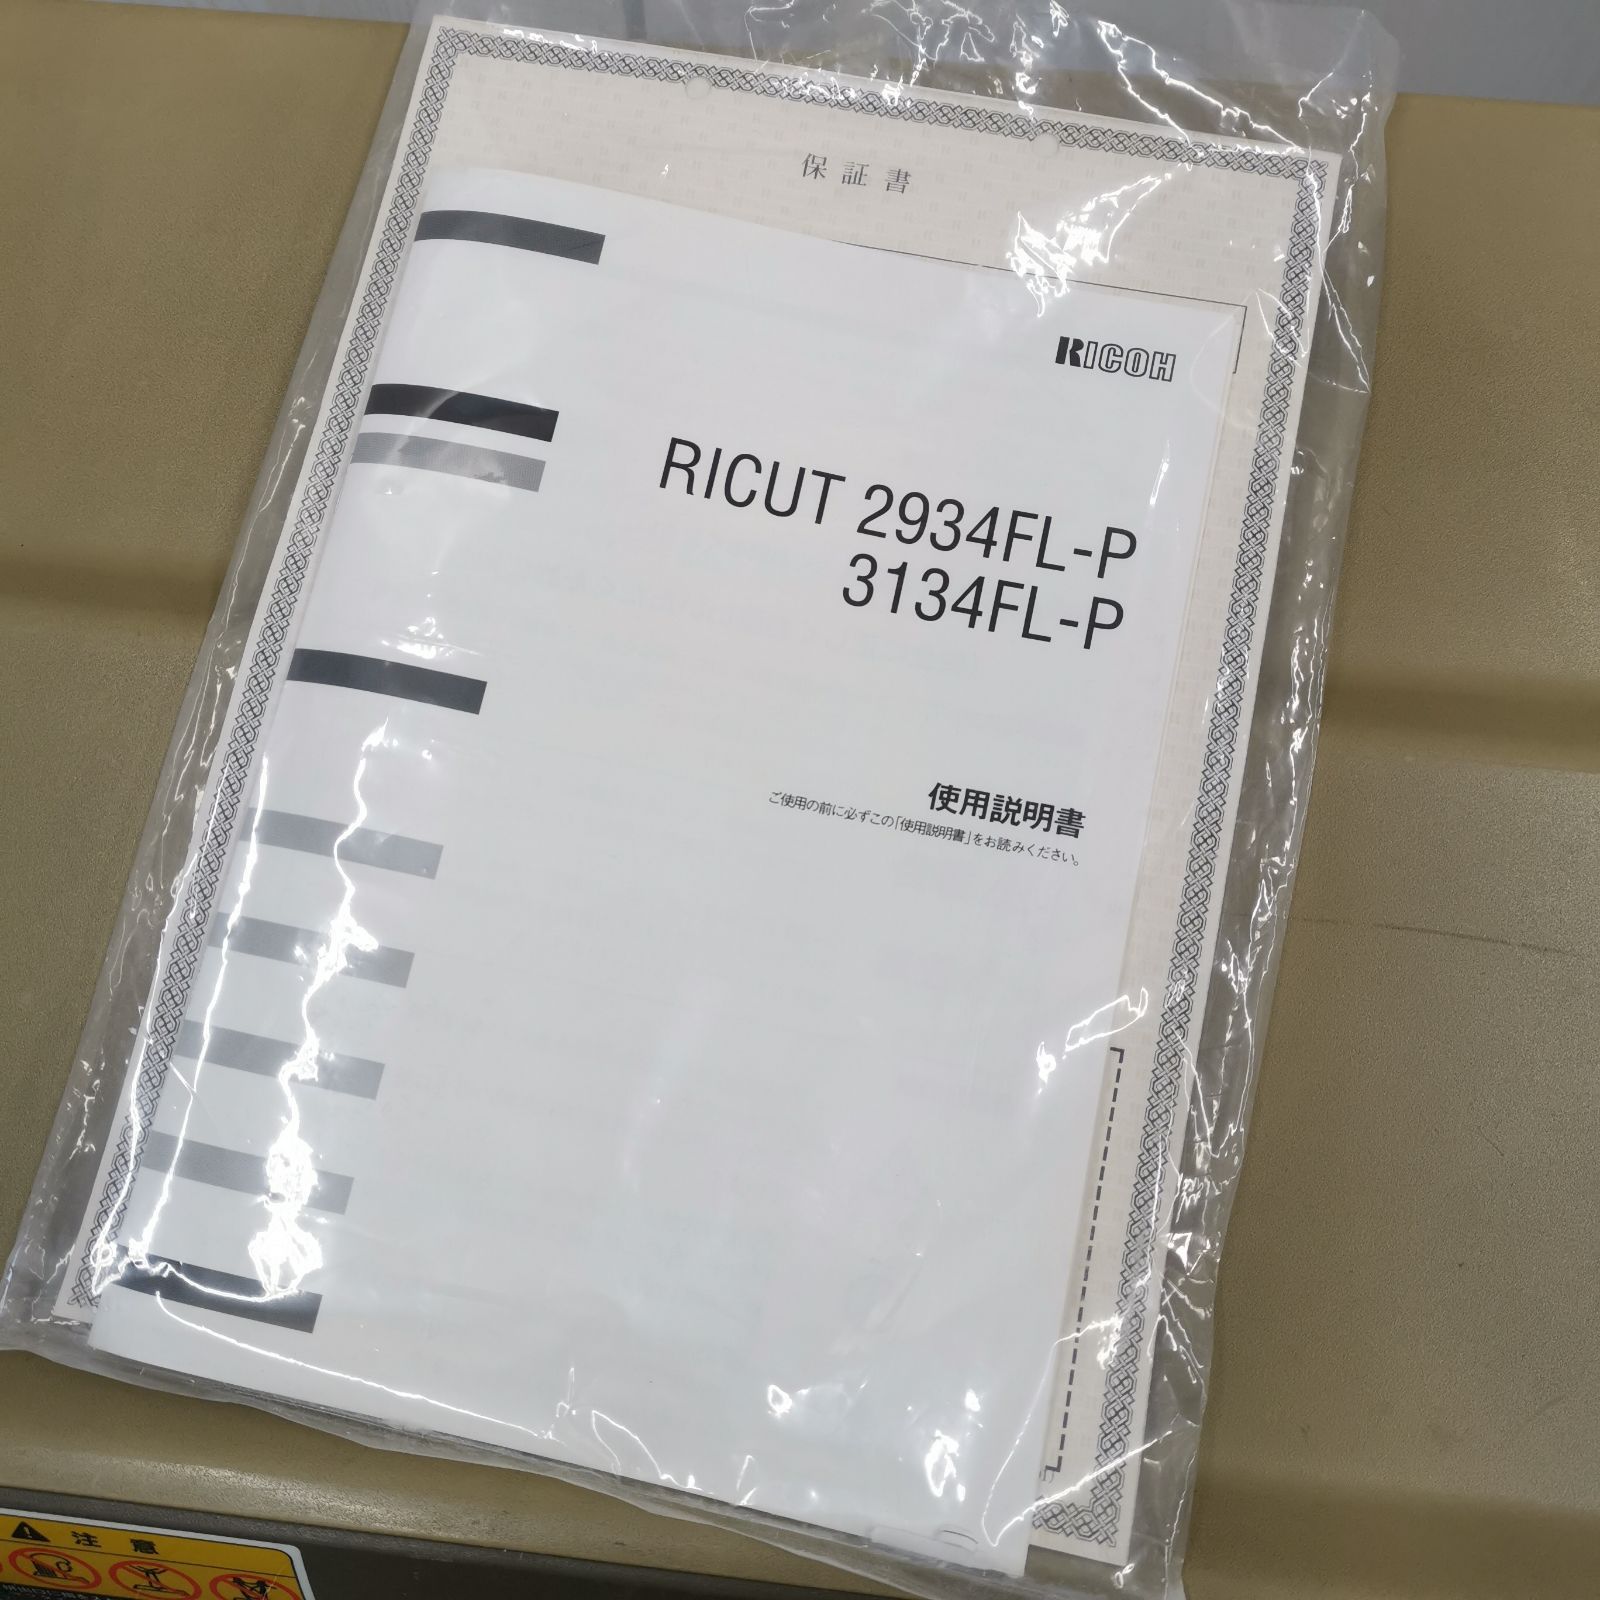 保証書
RICOH
RICUT 2934FL-P
3134FL-P
使用説明書
ご使用の前に必ずこの「使用説明書」をお読みください。
注意